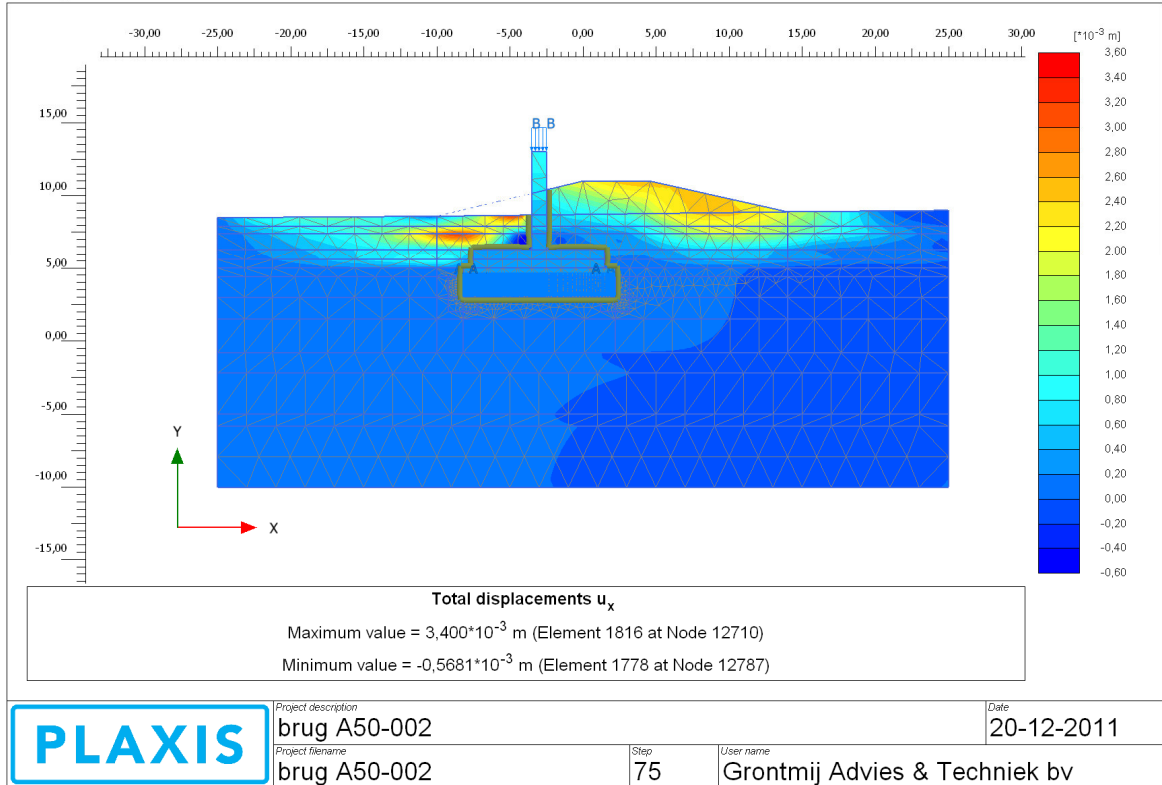 -30,00 -25,00 -20,00 -15,00 -10,00 -5,00 0,00 5,00 10,00 15,00 20,00 25,00 30,00
[*10⁻³ m]
3,60
3,20
3,00
2,80
2,60
2,40
2,20
2,00
1,80
1,60
1,40
1,20
1,00
0,80
0,60
0,40
0,20
0,00
-0,20
-0,40
-0,60
15,00
10,00
5,00
0,00
-5,00
-10,00
-15,00
B B
A A
Y
X
Total displacements uₓ
Maximum value = 3,400*10⁻³ m (Element 1816 at Node 12710)
Minimum value = -0,5681*10⁻³ m (Element 1778 at Node 12787)
PLAXIS
Project description
brug A50-002
Date
20-12-2011
Project filename
brug A50-002
Step
75
User name
Grontmij Advies & Techniek bv